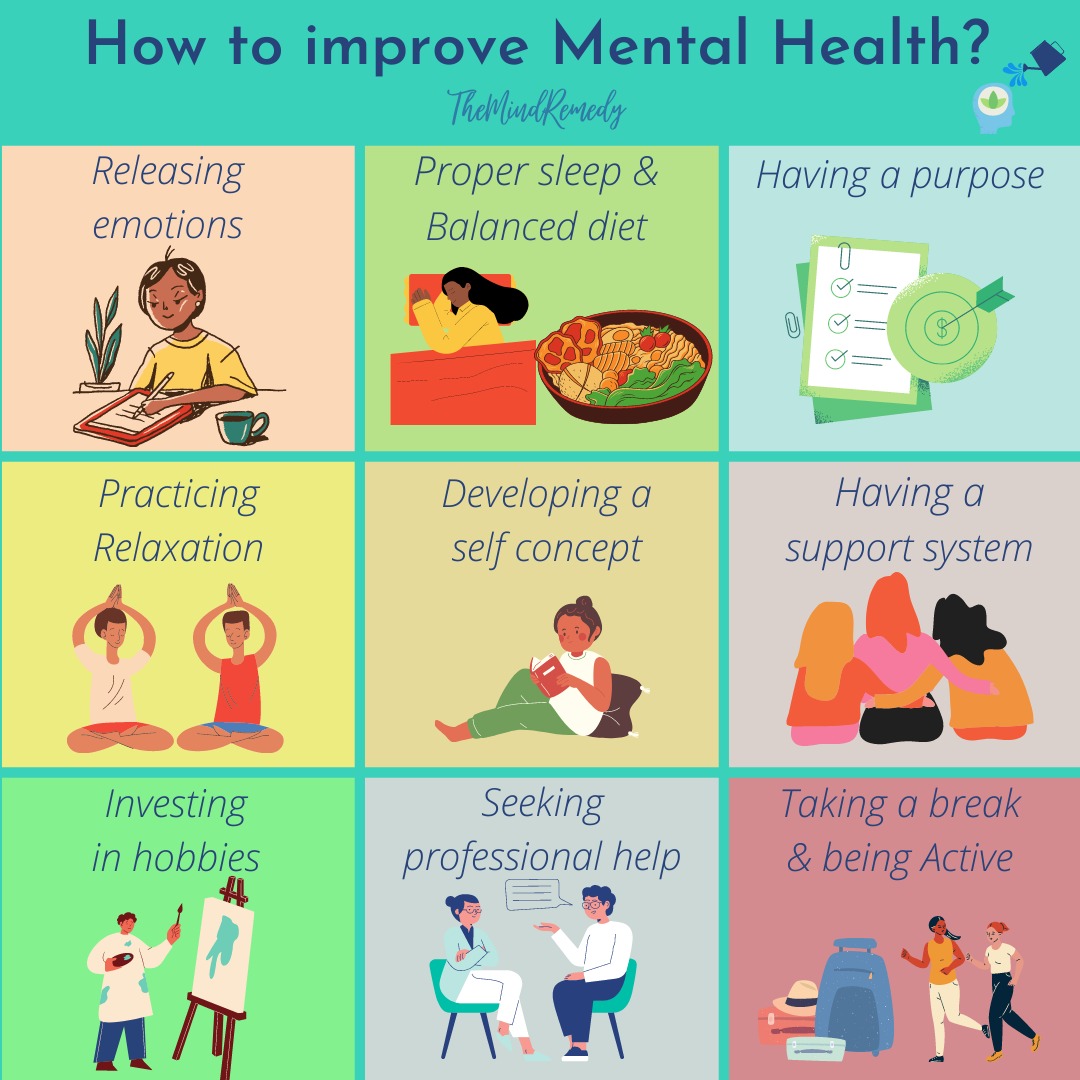 How to improve Mental Health?
TheMindRemedy
Releasing
emotions
Proper sleep &
Balanced diet
Having a purpose
$
Practicing
Relaxation
Developing a
self concept
Having a
support system
Investing
in hobbies
Seeking
professional help
Taking a break
& being Active